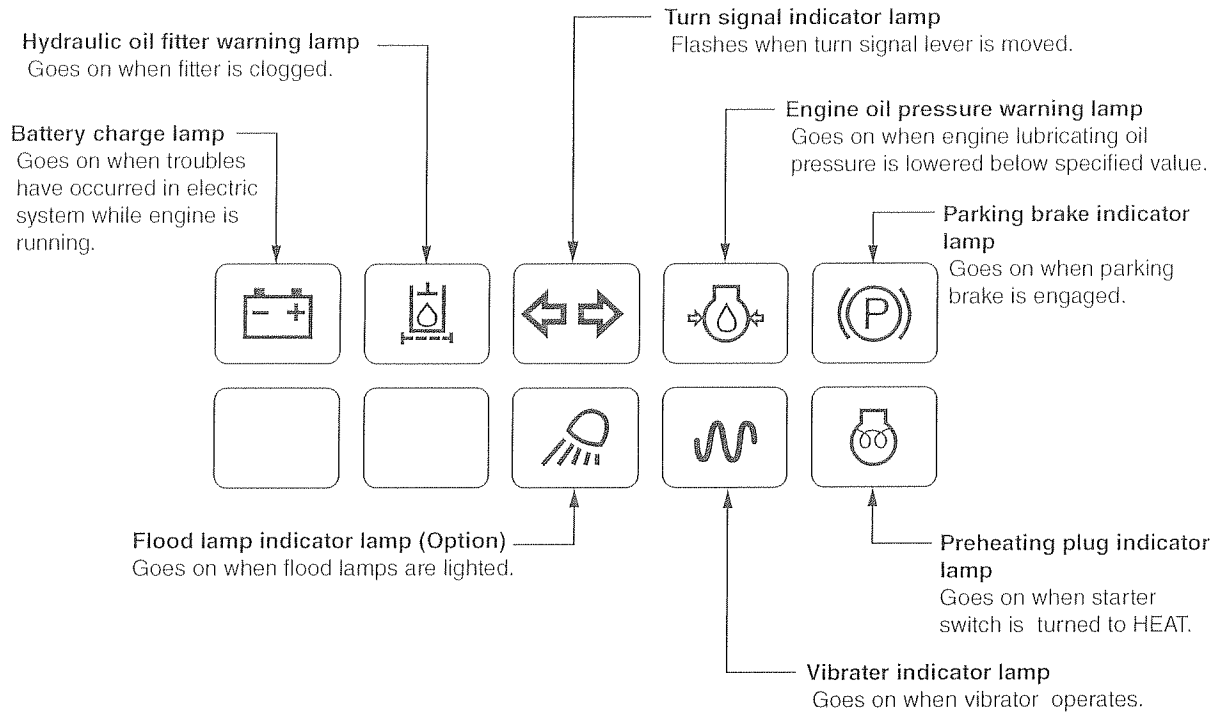 Turn signal indicator lamp
Flashes when turn signal lever is moved.
Hydraulic oil fitter warning lamp
Goes on when fitter is clogged.
Engine oil pressure warning lamp
Goes on when engine lubricating oil
pressure is lowered below specified value.
Battery charge lamp
Goes on when troubles
have occurred in electric
system while engine is
running.
Parking brake indicator
lamp
Goes on when parking
brake is engaged.
P
Flood lamp indicator lamp (Option)
Goes on when flood lamps are lighted.
Preheating plug indicator
lamp
Goes on when starter
switch is turned to HEAT.
Vibrater indicator lamp
Goes on when vibrator operates.